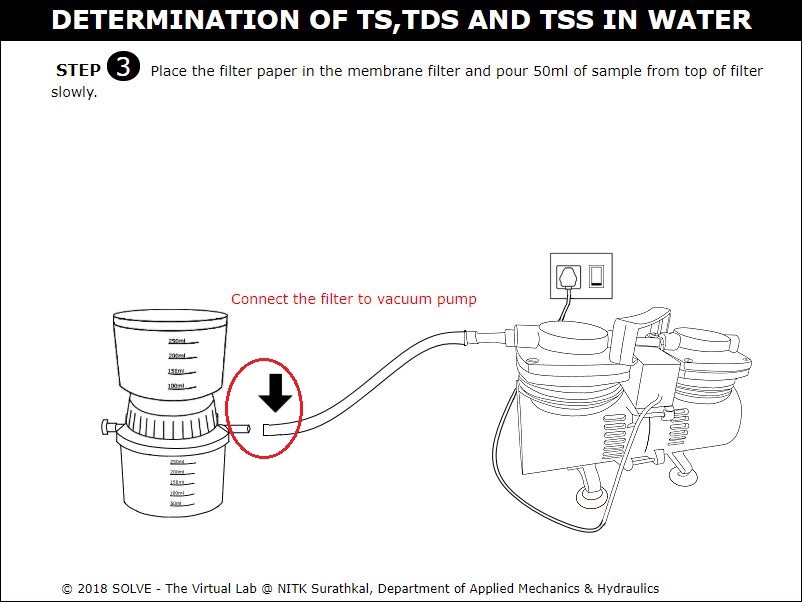 DETERMINATION OF TS,TDS AND TSS IN WATER
STEP 3 Place the filter paper in the membrane filter and pour 50ml of sample from top of filter
slowly.
Connect the filter to vacuum pump
250ml
200ml
150ml
100ml
250ml
200ml
150ml
100ml
50ml
© 2018 SOLVE - The Virtual Lab @ NITK Surathkal, Department of Applied Mechanics & Hydraulics